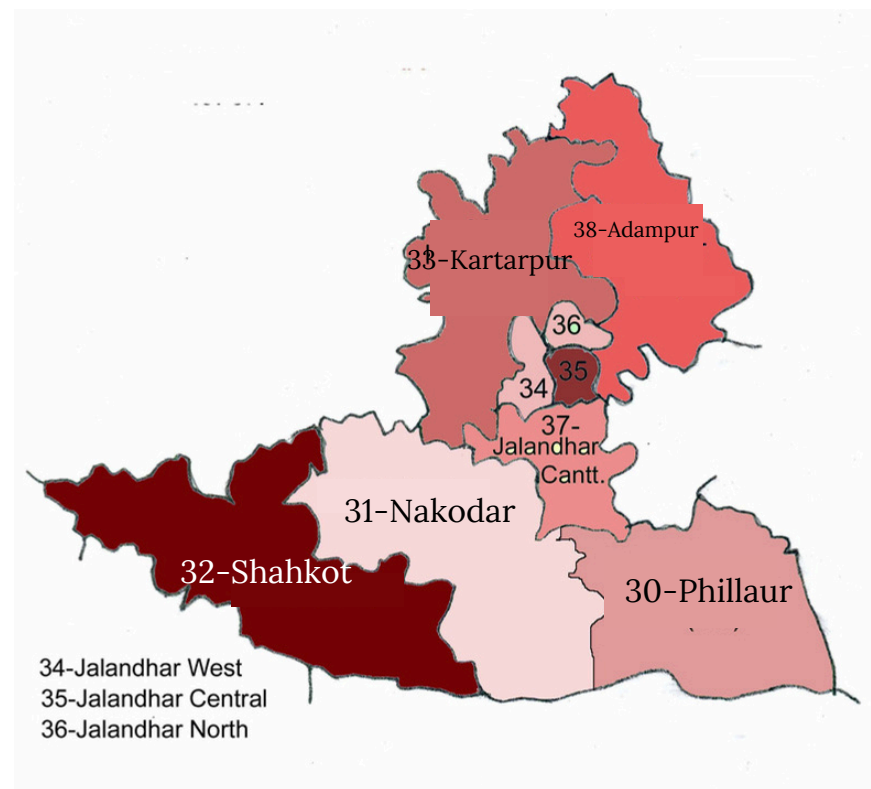 38-Adampur
33-Kartarpur
36
35
34
37-
Jalandhar
Cantt.
31-Nakodar
32-Shahkot
30-Phillaur
34-Jalandhar West
35-Jalandhar Central
36-Jalandhar North